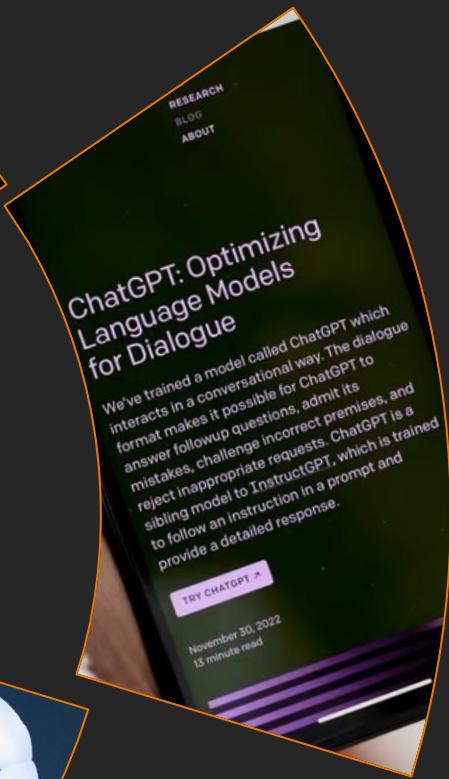 RESEARCH
BLOG
ABOUT
ChatGPT: Optimizing
Language Models
for Dialogue
We've trained a model called ChatGPT which
interacts in a conversational way. The dialogue
format makes it possible for ChatGPT to
answer followup questions, admit its
mistakes, challenge incorrect premises, and
reject inappropriate requests. ChatGPT is a
sibling model to InstructGPT, which is trained
to follow an instruction in a prompt and
provide a detailed response.
TRY CHATGPT ↗
November 30, 2022
13 minute read